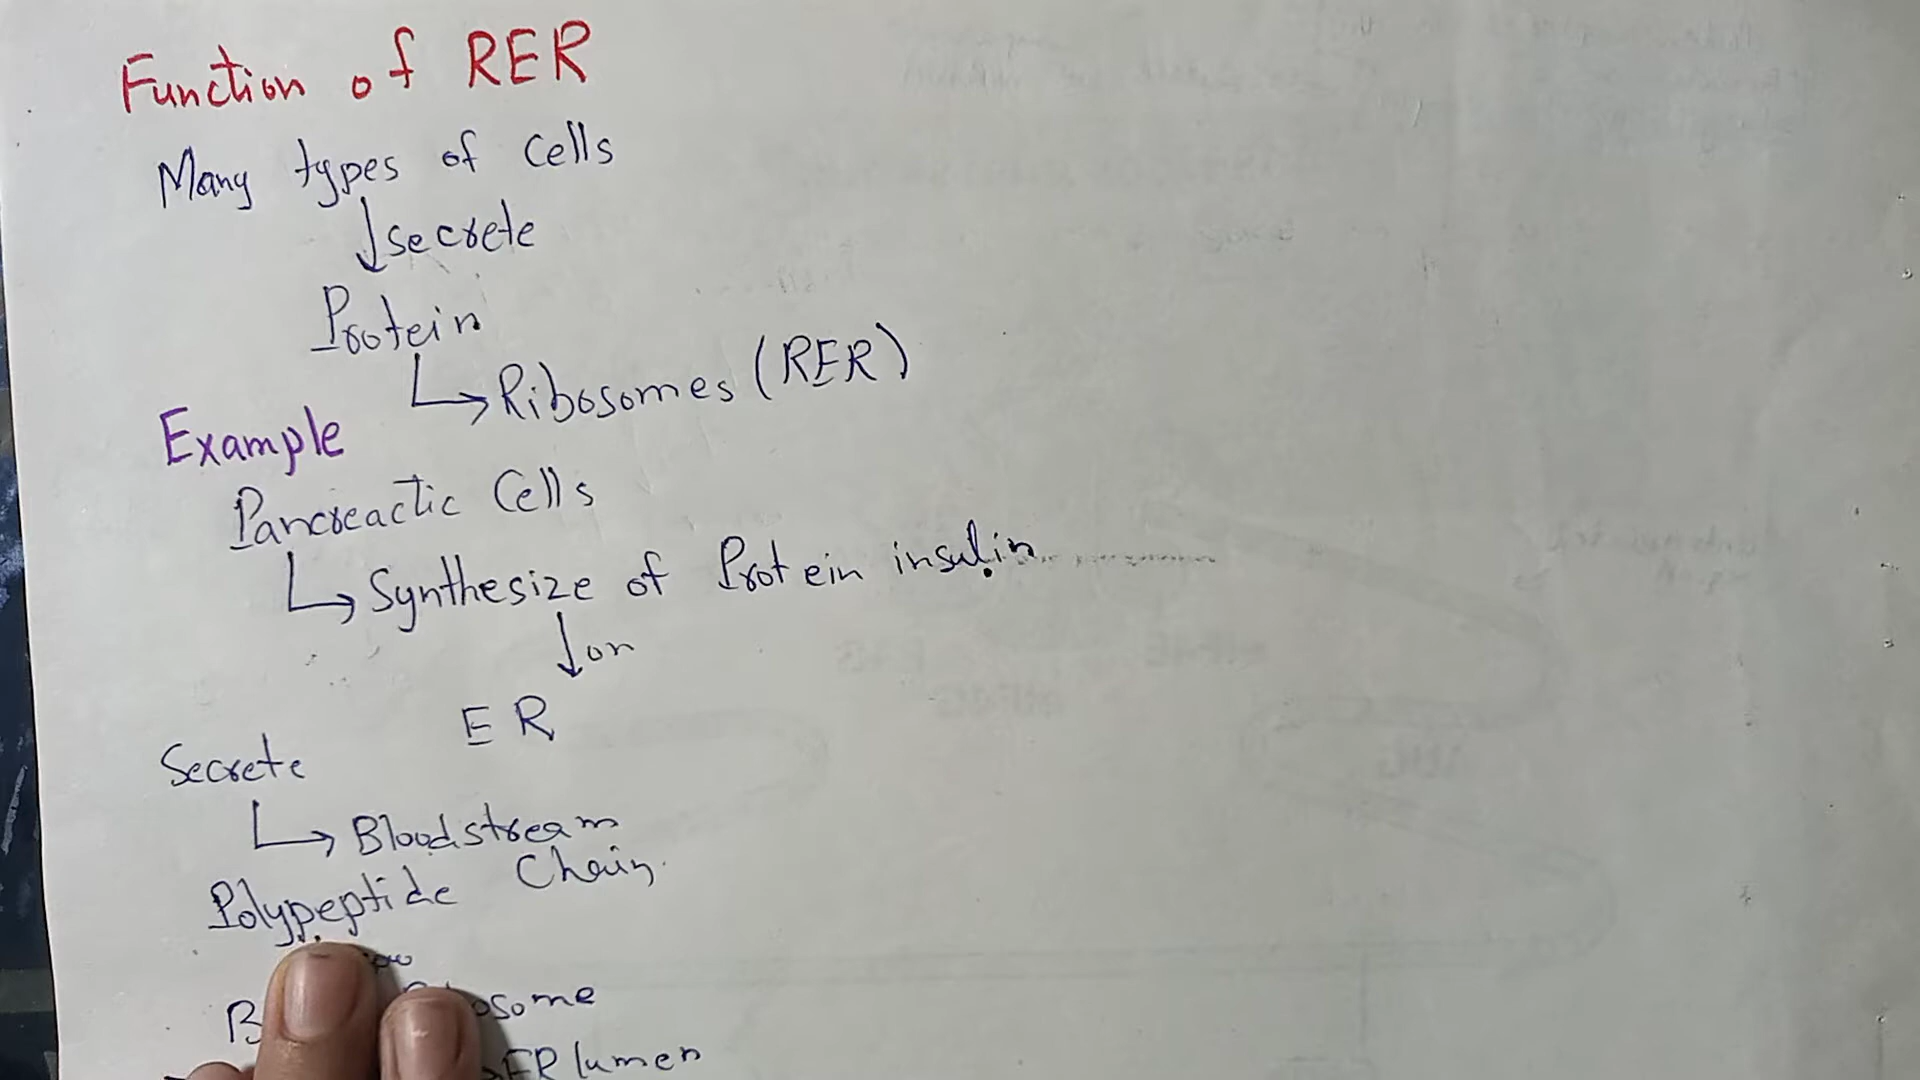 Function of RER
Many types of cells
↓ secrete
Protein
↳ Ribosomes (RER)
Example
Pancreactic Cells
↳ Synthesize of Protein insulin
↓ on
ER
Secrete
↳ Bloodstream
Polypeptide Chain
ER lumen